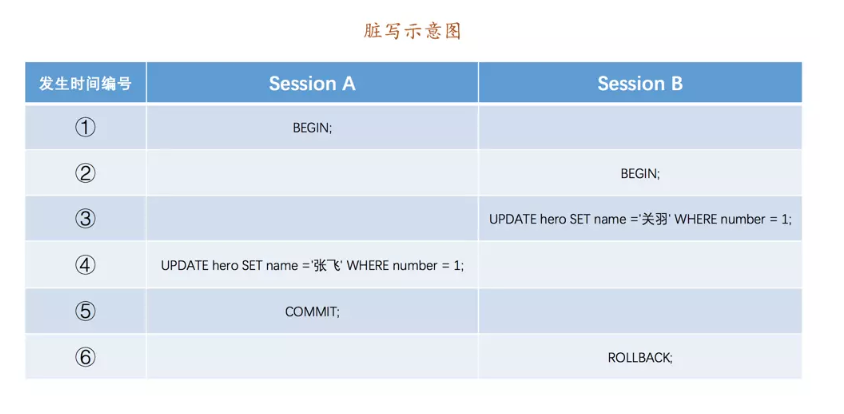 脏写示意图
发生时间编号 Session A Session B
① BEGIN;
② BEGIN;
③ UPDATE hero SET name ='关羽' WHERE number = 1;
④ UPDATE hero SET name ='张飞' WHERE number = 1;
⑤ COMMIT;
⑥ ROLLBACK;